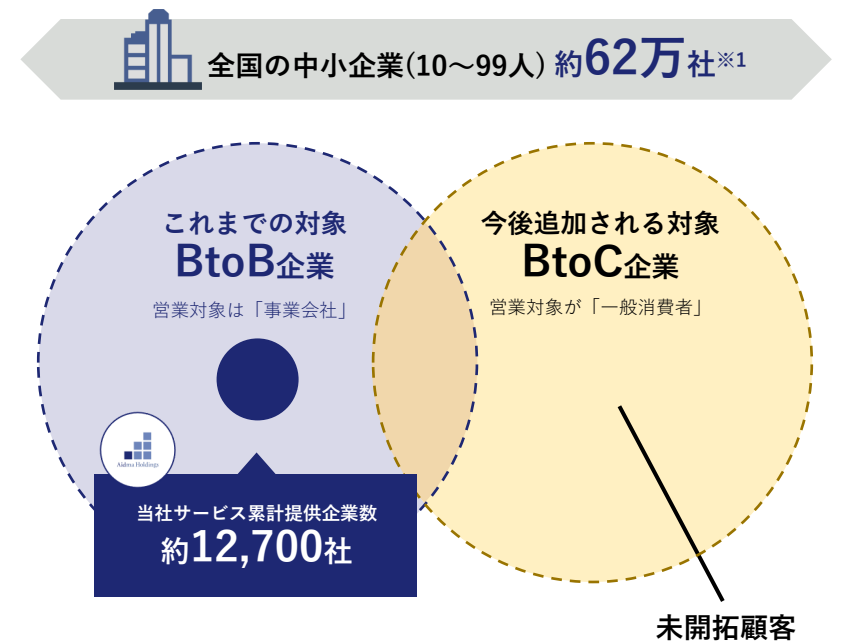 全国の中小企業(10～99人) 約62万社※1
これまでの対象
BtoB企業
営業対象は「事業会社」
今後追加される対象
BtoC企業
営業対象が「一般消費者」
Aidma Holdings
当社サービス累計提供企業数
約12,700社
未開拓顧客